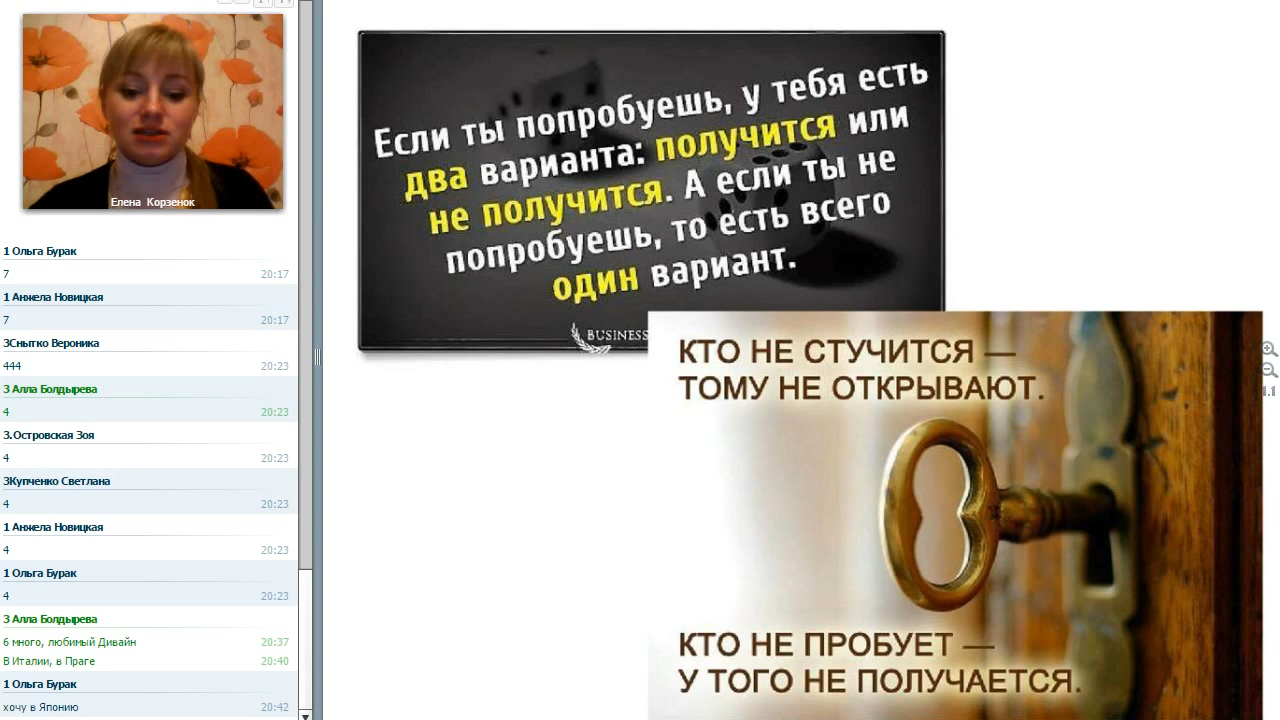 Елена Корзенок
1 Ольга Бурак
7 20:17
1 Анжела Новицкая
7 20:17
3Снытко Вероника
444 20:23
3 Алла Болдырева
4 20:23
3.Островская Зоя
4 20:23
3Купченко Светлана
4 20:23
1 Анжела Новицкая
4 20:23
1 Ольга Бурак
4 20:23
3 Алла Болдырева
6 много, любимый Дивайн 20:37
В Италии, в Праге 20:40
1 Ольга Бурак
хочу в Японию 20:42
Если ты попробуешь, у тебя есть
два варианта: получится или
не получится. А если ты не
попробуешь, то есть всего
один вариант.
BUSINESS
КТО НЕ СТУЧИТСЯ —
ТОМУ НЕ ОТКРЫВАЮТ.
КТО НЕ ПРОБУЕТ —
У ТОГО НЕ ПОЛУЧАЕТСЯ.